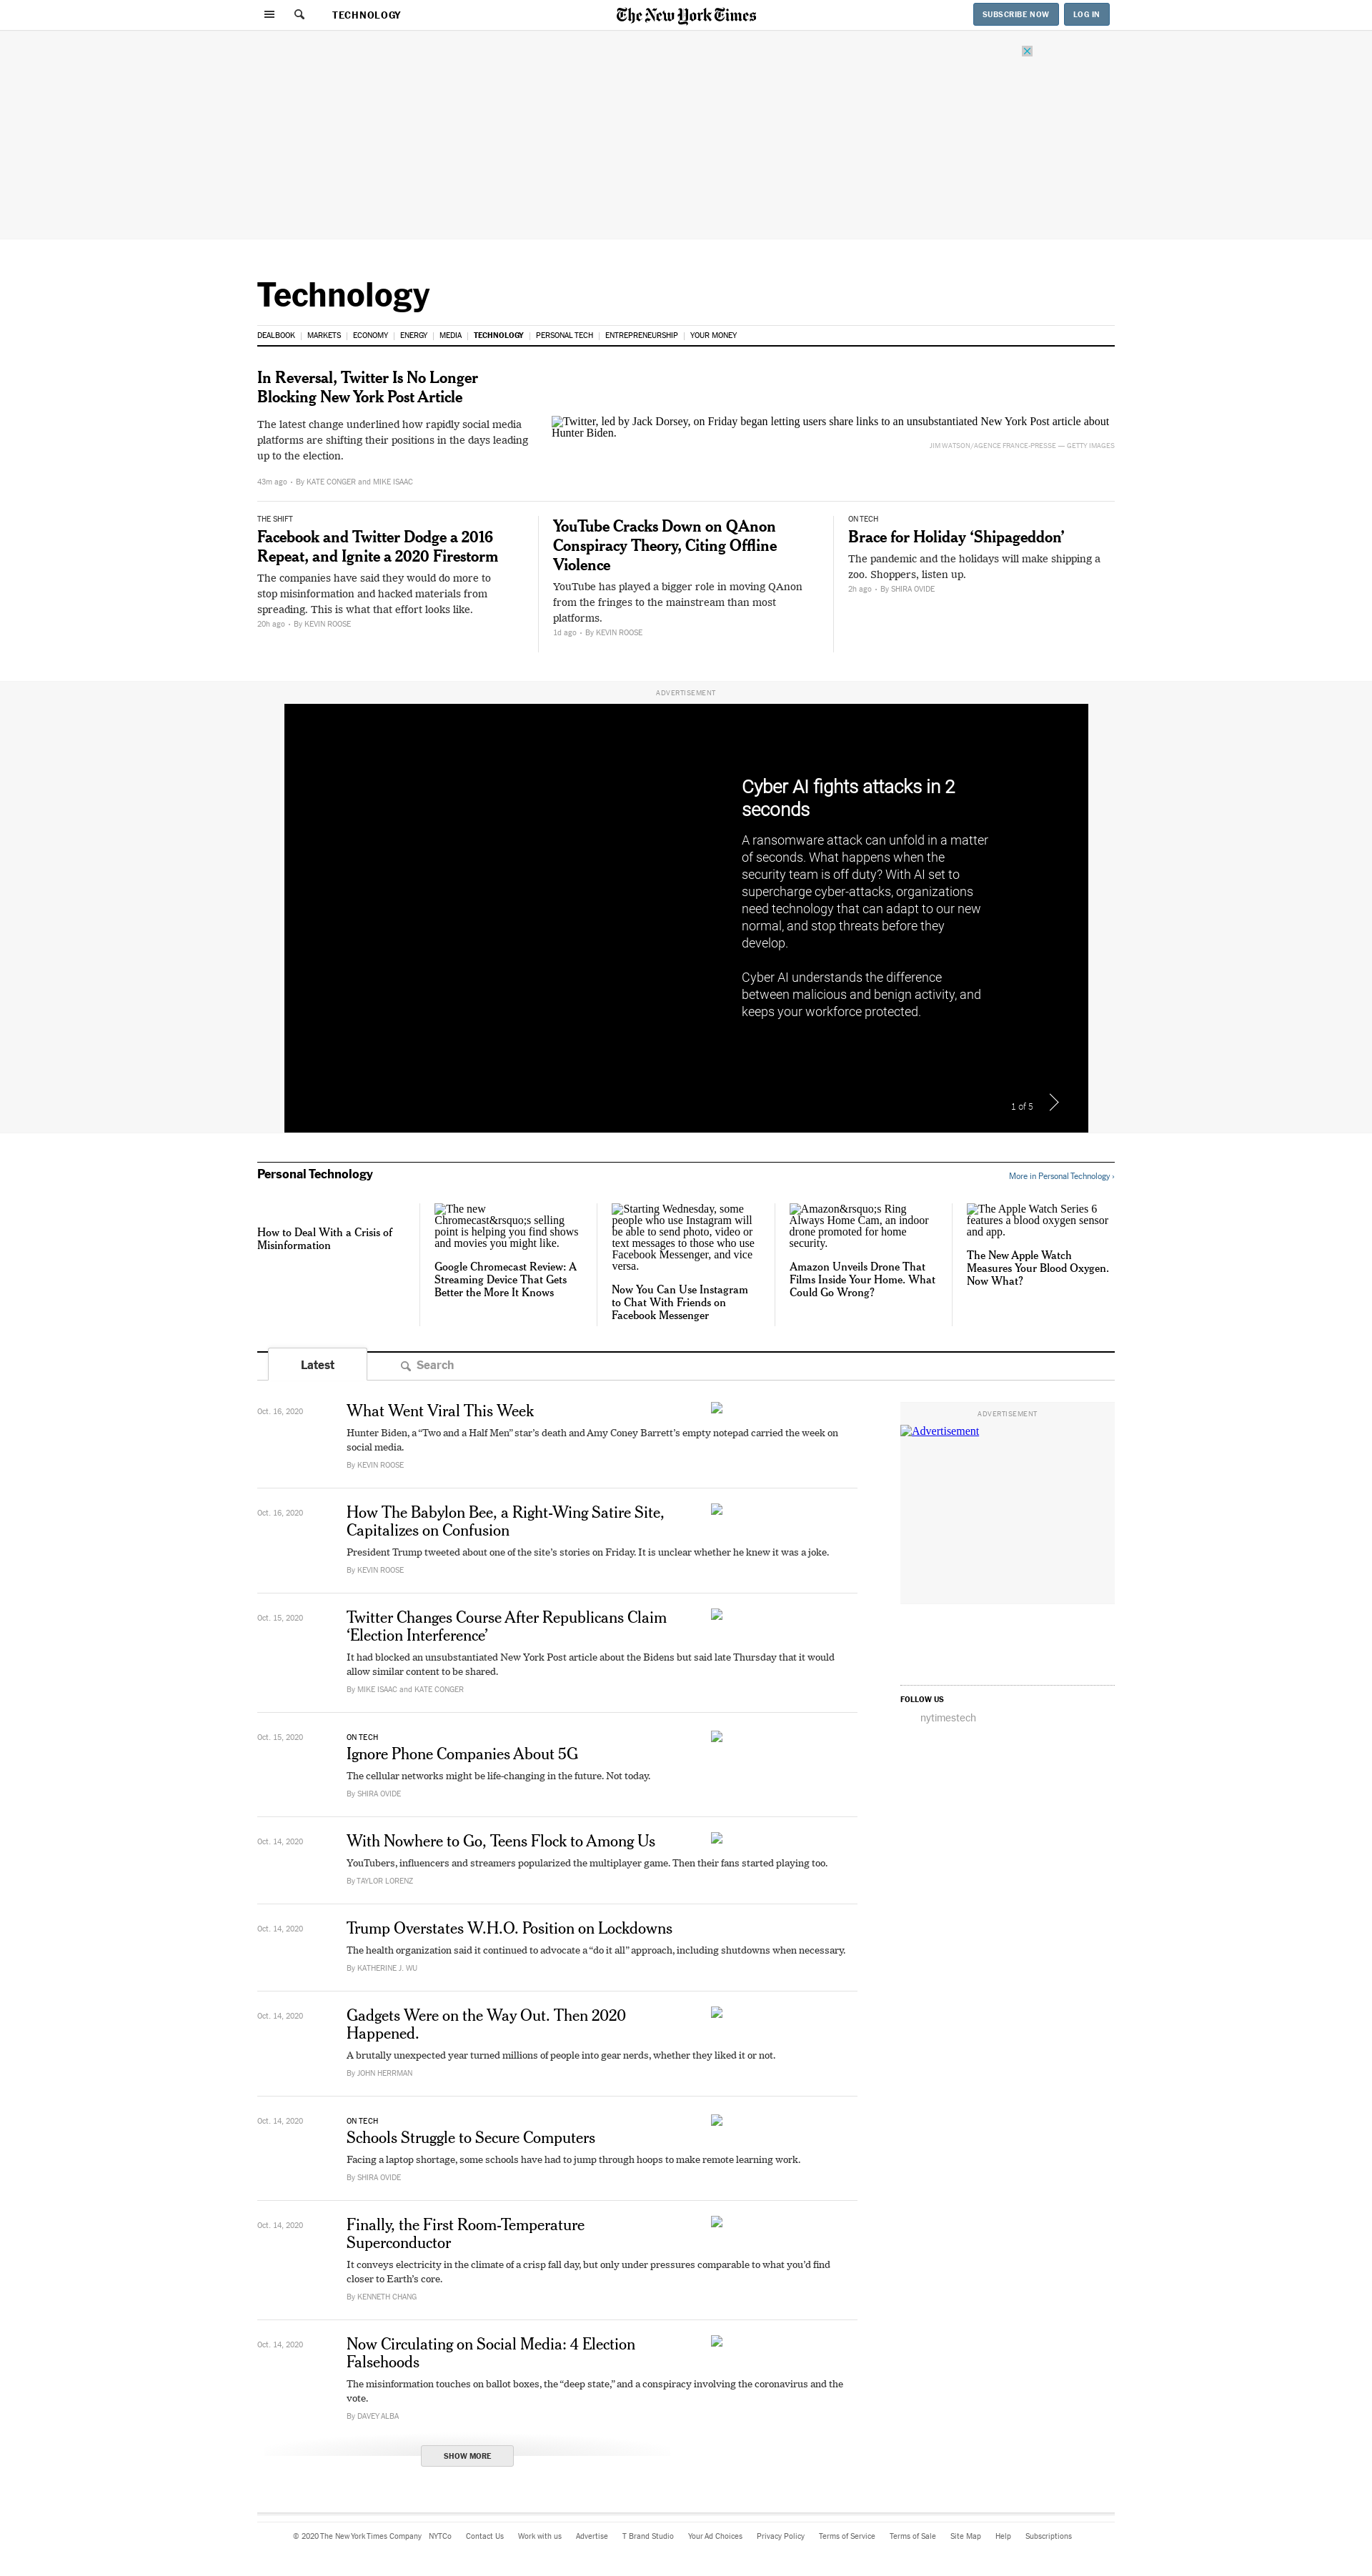 TECHNOLOGY
The New York Times
SUBSCRIBE NOW
LOG IN
Technology
DEALBOOK | MARKETS | ECONOMY | ENERGY | MEDIA | TECHNOLOGY | PERSONAL TECH | ENTREPRENEURSHIP | YOUR MONEY
In Reversal, Twitter Is No Longer
Blocking New York Post Article
The latest change underlined how rapidly social media
platforms are shifting their positions in the days leading
up to the election.
43m ago • By KATE CONGER and MIKE ISAAC
Twitter, led by Jack Dorsey, on Friday began letting users share links to an unsubstantiated New York Post article about
Hunter Biden.
JIM WATSON/AGENCE FRANCE-PRESSE — GETTY IMAGES
THE SHIFT
Facebook and Twitter Dodge a 2016
Repeat, and Ignite a 2020 Firestorm
The companies have said they would do more to
stop misinformation and hacked materials from
spreading. This is what that effort looks like.
20h ago • By KEVIN ROOSE
YouTube Cracks Down on QAnon
Conspiracy Theory, Citing Offline
Violence
YouTube has played a bigger role in moving QAnon
from the fringes to the mainstream than most
platforms.
1d ago • By KEVIN ROOSE
ON TECH
Brace for Holiday ‘Shipageddon’
The pandemic and the holidays will make shipping a
zoo. Shoppers, listen up.
2h ago • By SHIRA OVIDE
ADVERTISEMENT
Cyber AI fights attacks in 2
seconds
A ransomware attack can unfold in a matter
of seconds. What happens when the
security team is off duty? With AI set to
supercharge cyber-attacks, organizations
need technology that can adapt to our new
normal, and stop threats before they
develop.
Cyber AI understands the difference
between malicious and benign activity, and
keeps your workforce protected.
1 of 5
Personal Technology
More in Personal Technology ›
How to Deal With a Crisis of
Misinformation
The new
Chromecast&rsquo;s selling
point is helping you find shows
and movies you might like.
Google Chromecast Review: A
Streaming Device That Gets
Better the More It Knows
Starting Wednesday, some
people who use Instagram will
be able to send photo, video or
text messages to those who use
Facebook Messenger, and vice
versa.
Now You Can Use Instagram
to Chat With Friends on
Facebook Messenger
Amazon&rsquo;s Ring
Always Home Cam, an indoor
drone promoted for home
security.
Amazon Unveils Drone That
Films Inside Your Home. What
Could Go Wrong?
The Apple Watch Series 6
features a blood oxygen sensor
and app.
The New Apple Watch
Measures Your Blood Oxygen.
Now What?
Latest
Search
Oct. 16, 2020
What Went Viral This Week
Hunter Biden, a “Two and a Half Men” star’s death and Amy Coney Barrett’s empty notepad carried the week on
social media.
By KEVIN ROOSE
Oct. 16, 2020
How The Babylon Bee, a Right-Wing Satire Site,
Capitalizes on Confusion
President Trump tweeted about one of the site’s stories on Friday. It is unclear whether he knew it was a joke.
By KEVIN ROOSE
Oct. 15, 2020
Twitter Changes Course After Republicans Claim
‘Election Interference’
It had blocked an unsubstantiated New York Post article about the Bidens but said late Thursday that it would
allow similar content to be shared.
By MIKE ISAAC and KATE CONGER
Oct. 15, 2020
ON TECH
Ignore Phone Companies About 5G
The cellular networks might be life-changing in the future. Not today.
By SHIRA OVIDE
Oct. 14, 2020
With Nowhere to Go, Teens Flock to Among Us
YouTubers, influencers and streamers popularized the multiplayer game. Then their fans started playing too.
By TAYLOR LORENZ
Oct. 14, 2020
Trump Overstates W.H.O. Position on Lockdowns
The health organization said it continued to advocate a “do it all” approach, including shutdowns when necessary.
By KATHERINE J. WU
Oct. 14, 2020
Gadgets Were on the Way Out. Then 2020
Happened.
A brutally unexpected year turned millions of people into gear nerds, whether they liked it or not.
By JOHN HERRMAN
Oct. 14, 2020
ON TECH
Schools Struggle to Secure Computers
Facing a laptop shortage, some schools have had to jump through hoops to make remote learning work.
By SHIRA OVIDE
Oct. 14, 2020
Finally, the First Room-Temperature
Superconductor
It conveys electricity in the climate of a crisp fall day, but only under pressures comparable to what you’d find
closer to Earth’s core.
By KENNETH CHANG
Oct. 14, 2020
Now Circulating on Social Media: 4 Election
Falsehoods
The misinformation touches on ballot boxes, the “deep state,” and a conspiracy involving the coronavirus and the
vote.
By DAVEY ALBA
SHOW MORE
ADVERTISEMENT
Advertisement
FOLLOW US
nytimestech
© 2020 The New York Times Company NYTCo Contact Us Work with us Advertise T Brand Studio Your Ad Choices Privacy Policy Terms of Service Terms of Sale Site Map Help Subscriptions